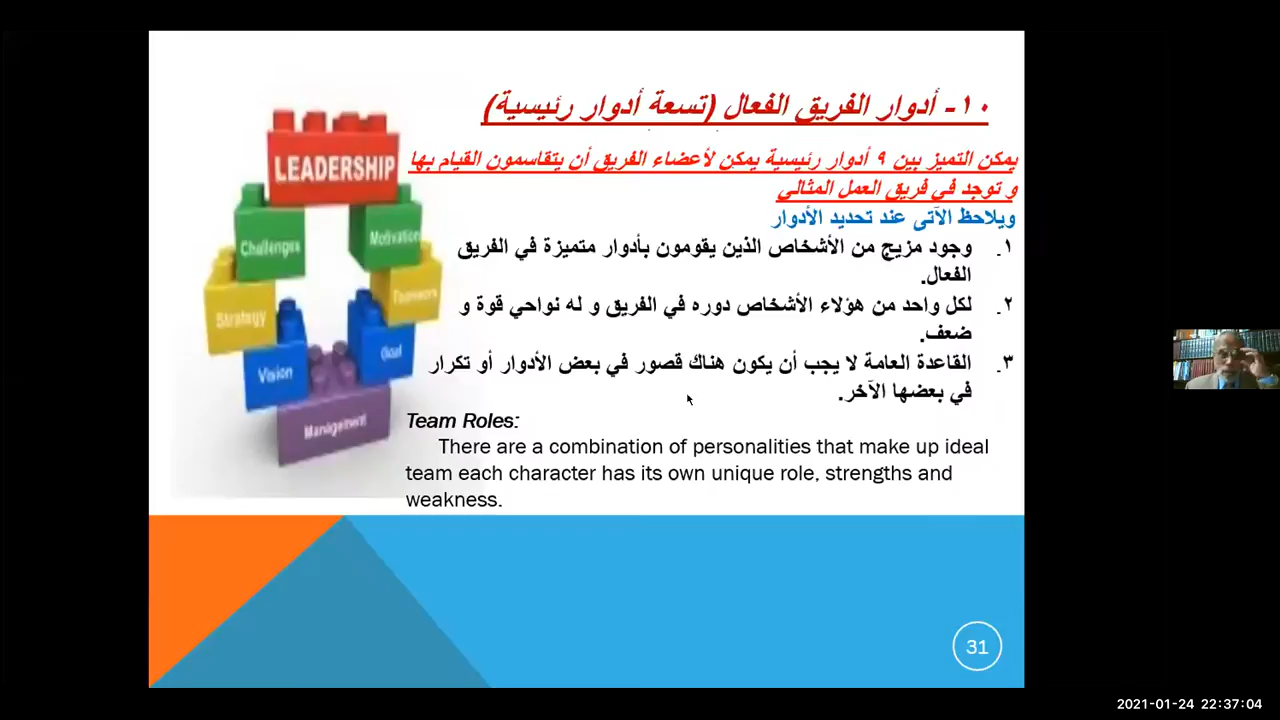 ١٠- أدوار الفريق الفعال (تسعة أدوار رئيسية)
يمكن التميز بين ٩ أدوار رئيسية يمكن لأعضاء الفريق أن يتقاسمون القيام بها
و توجد في فريق العمل المثالى
ويلاحظ الآتى عند تحديد الأدوار
١. وجود مزيج من الأشخاص الذين يقومون بأدوار متميزة في الفريق
الفعال.
٢. لكل واحد من هؤلاء الأشخاص دوره في الفريق و له نواحي قوة و
ضعف.
٣. القاعدة العامة لا يجب أن يكون هناك قصور في بعض الأدوار أو تكرار
في بعضها الآخر.
Team Roles:
There are a combination of personalities that make up ideal
team each character has its own unique role, strengths and
weakness.
LEADERSHIP
Challenges
Motivation
Strategy
Teamwork
Vision
Goal
Management
31
2021-01-24 22:37:04